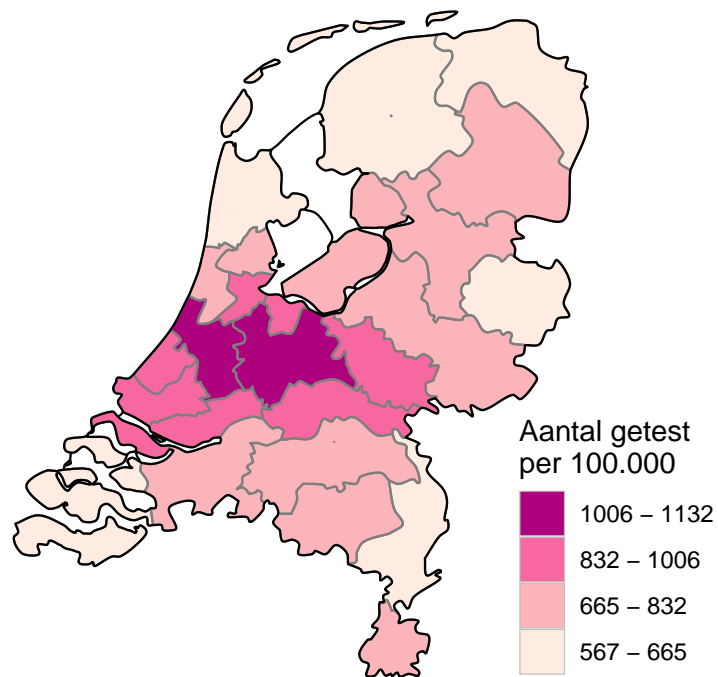 Aantal getest
per 100.000
1006 – 1132
832 – 1006
665 – 832
567 – 665